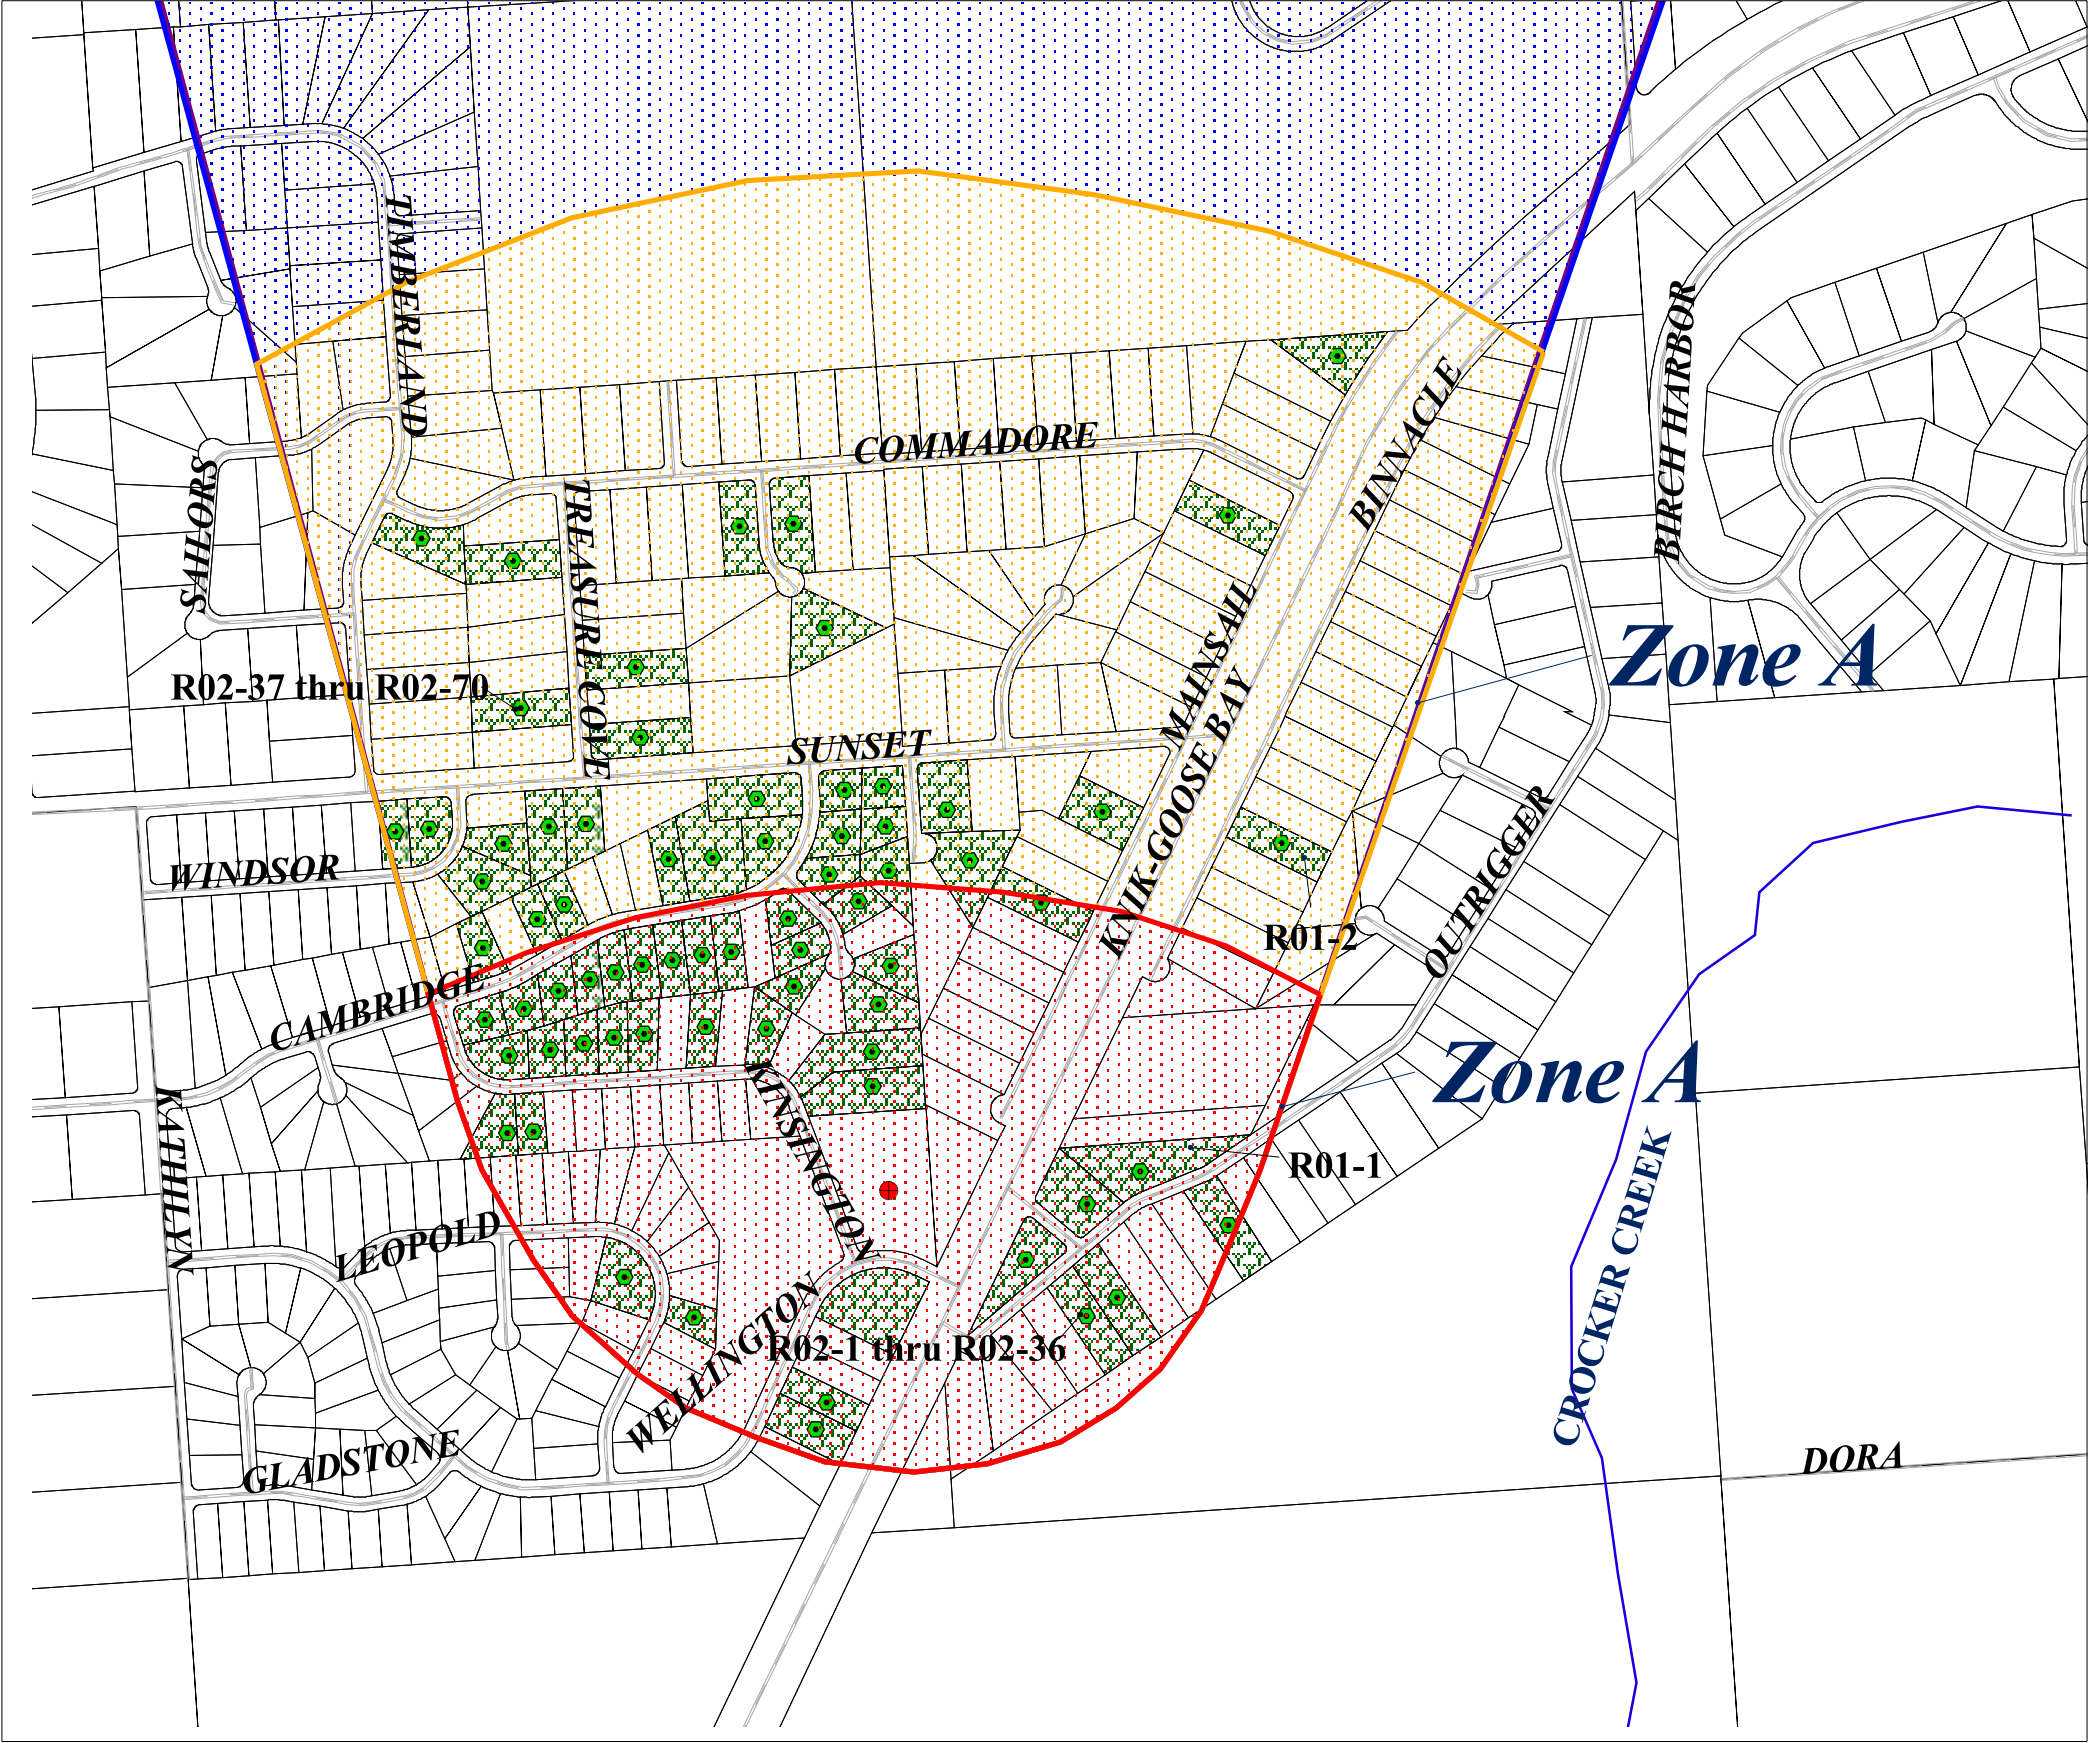 TIMBERLAND
BIRCH HARBOR
BINNACLE
COMMADORE
SAILORS
TREASURE COVE
MAINSAIL
Zone A
R02-37 thru R02-70
SUNSET
KNIK-GOOSE BAY
OUTRIGGER
WINDSOR
R01-2
CAMBRIDGE
Zone A
KATHILYN
KINSINGTON
R01-1
CROCKER CREEK
LEOPOLD
WELLINGTON
R02-1 thru R02-36
GLADSTONE
DORA